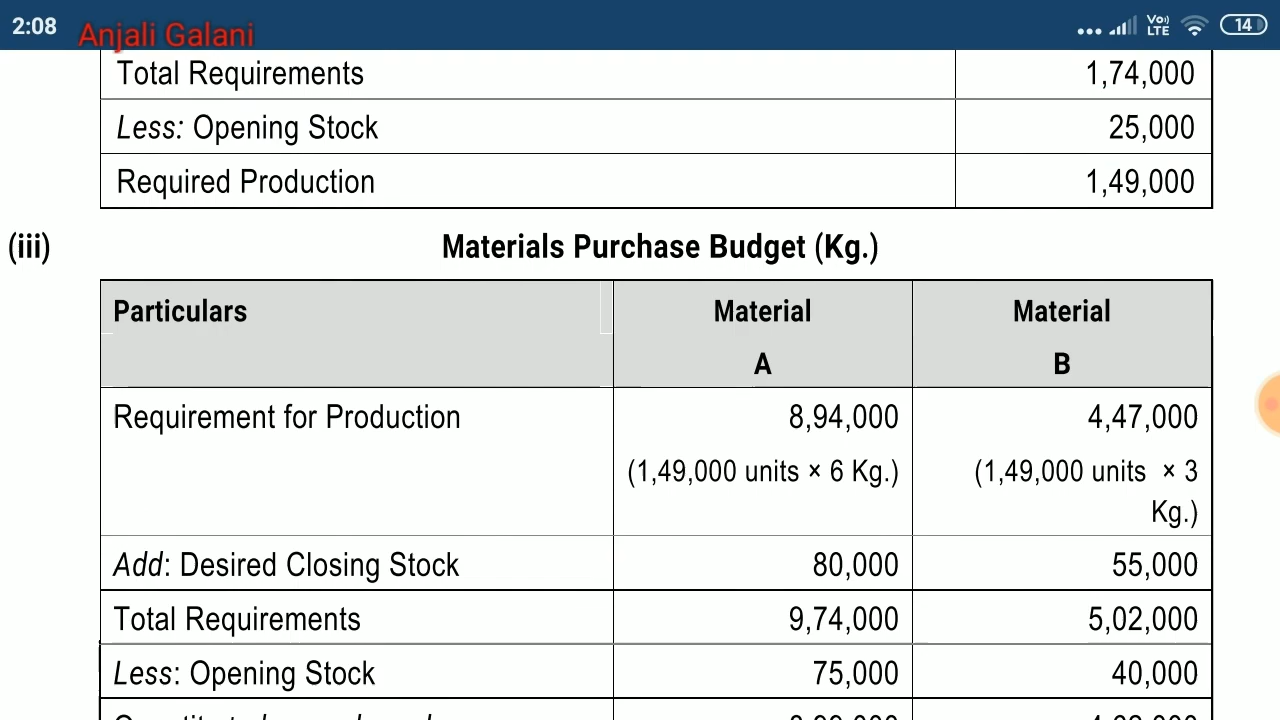 2:08 Anjali Galani VoI) LTE 14
Total Requirements 1,74,000
Less: Opening Stock 25,000
Required Production 1,49,000
(iii) Materials Purchase Budget (Kg.)
Particulars Material Material
A B
Requirement for Production 8,94,000 4,47,000
(1,49,000 units × 6 Kg.) (1,49,000 units × 3
Kg.)
Add: Desired Closing Stock 80,000 55,000
Total Requirements 9,74,000 5,02,000
Less: Opening Stock 75,000 40,000